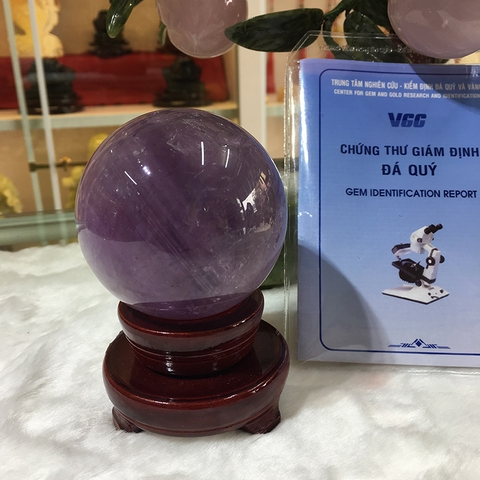 TRUNG TÂM NGHIÊN CỨU - KIỂM ĐỊNH ĐÁ QUÝ VÀ VÀNG
CENTER FOR GEM AND GOLD RESEARCH AND IDENTIFICATION
VGG
CHỨNG THƯ GIÁM ĐỊNH
ĐÁ QUÝ
GEM IDENTIFICATION REPORT